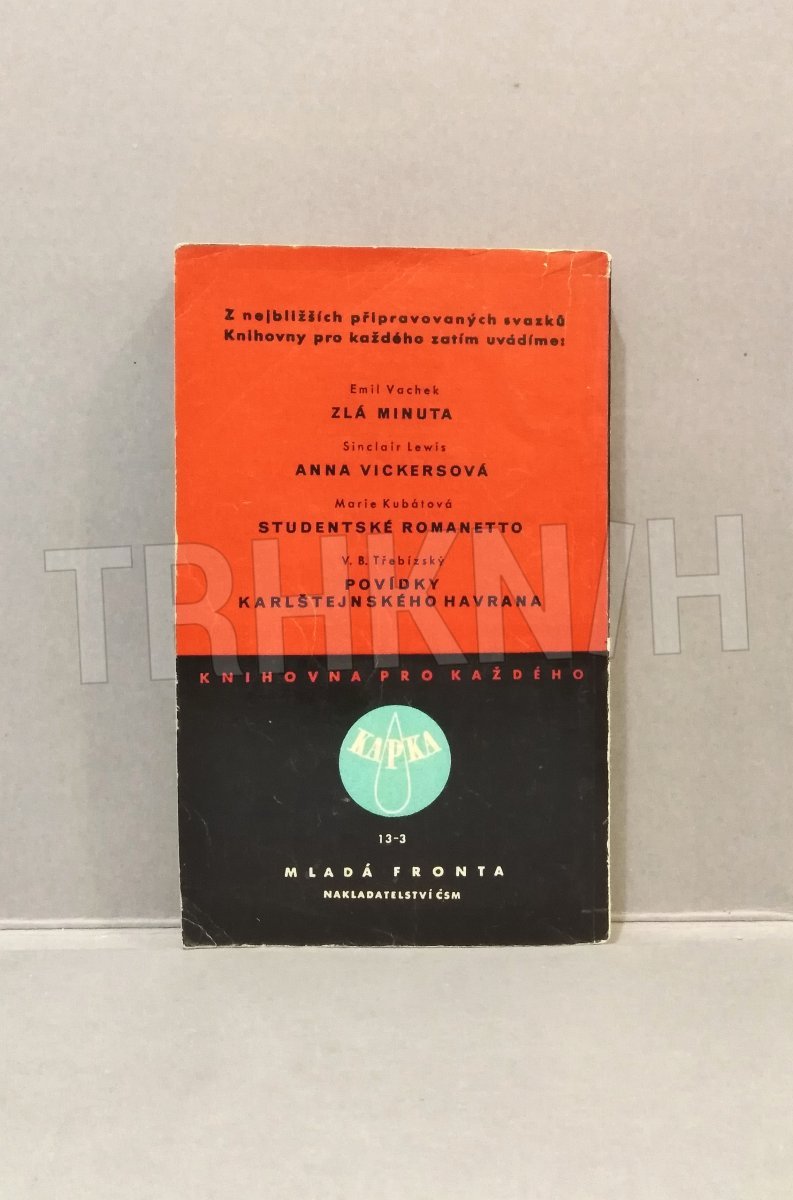 Z nejbližších připravovaných svazků
Knihovny pro každého zatím uvádíme:
Emil Vachek
ZLÁ MINUTA
Sinclair Lewis
ANNA VICKERSOVÁ
Marie Kubátová
STUDENTSKÉ ROMANETTO
V. B. Třebízský
POVÍDKY
KARLŠTEJNSKÉHO HAVRANA
TRHKNIH
KNIHOVNA PRO KAŽDÉHO
KAPKA
13-3
MLADÁ FRONTA
NAKLADATELSTVÍ ČSM